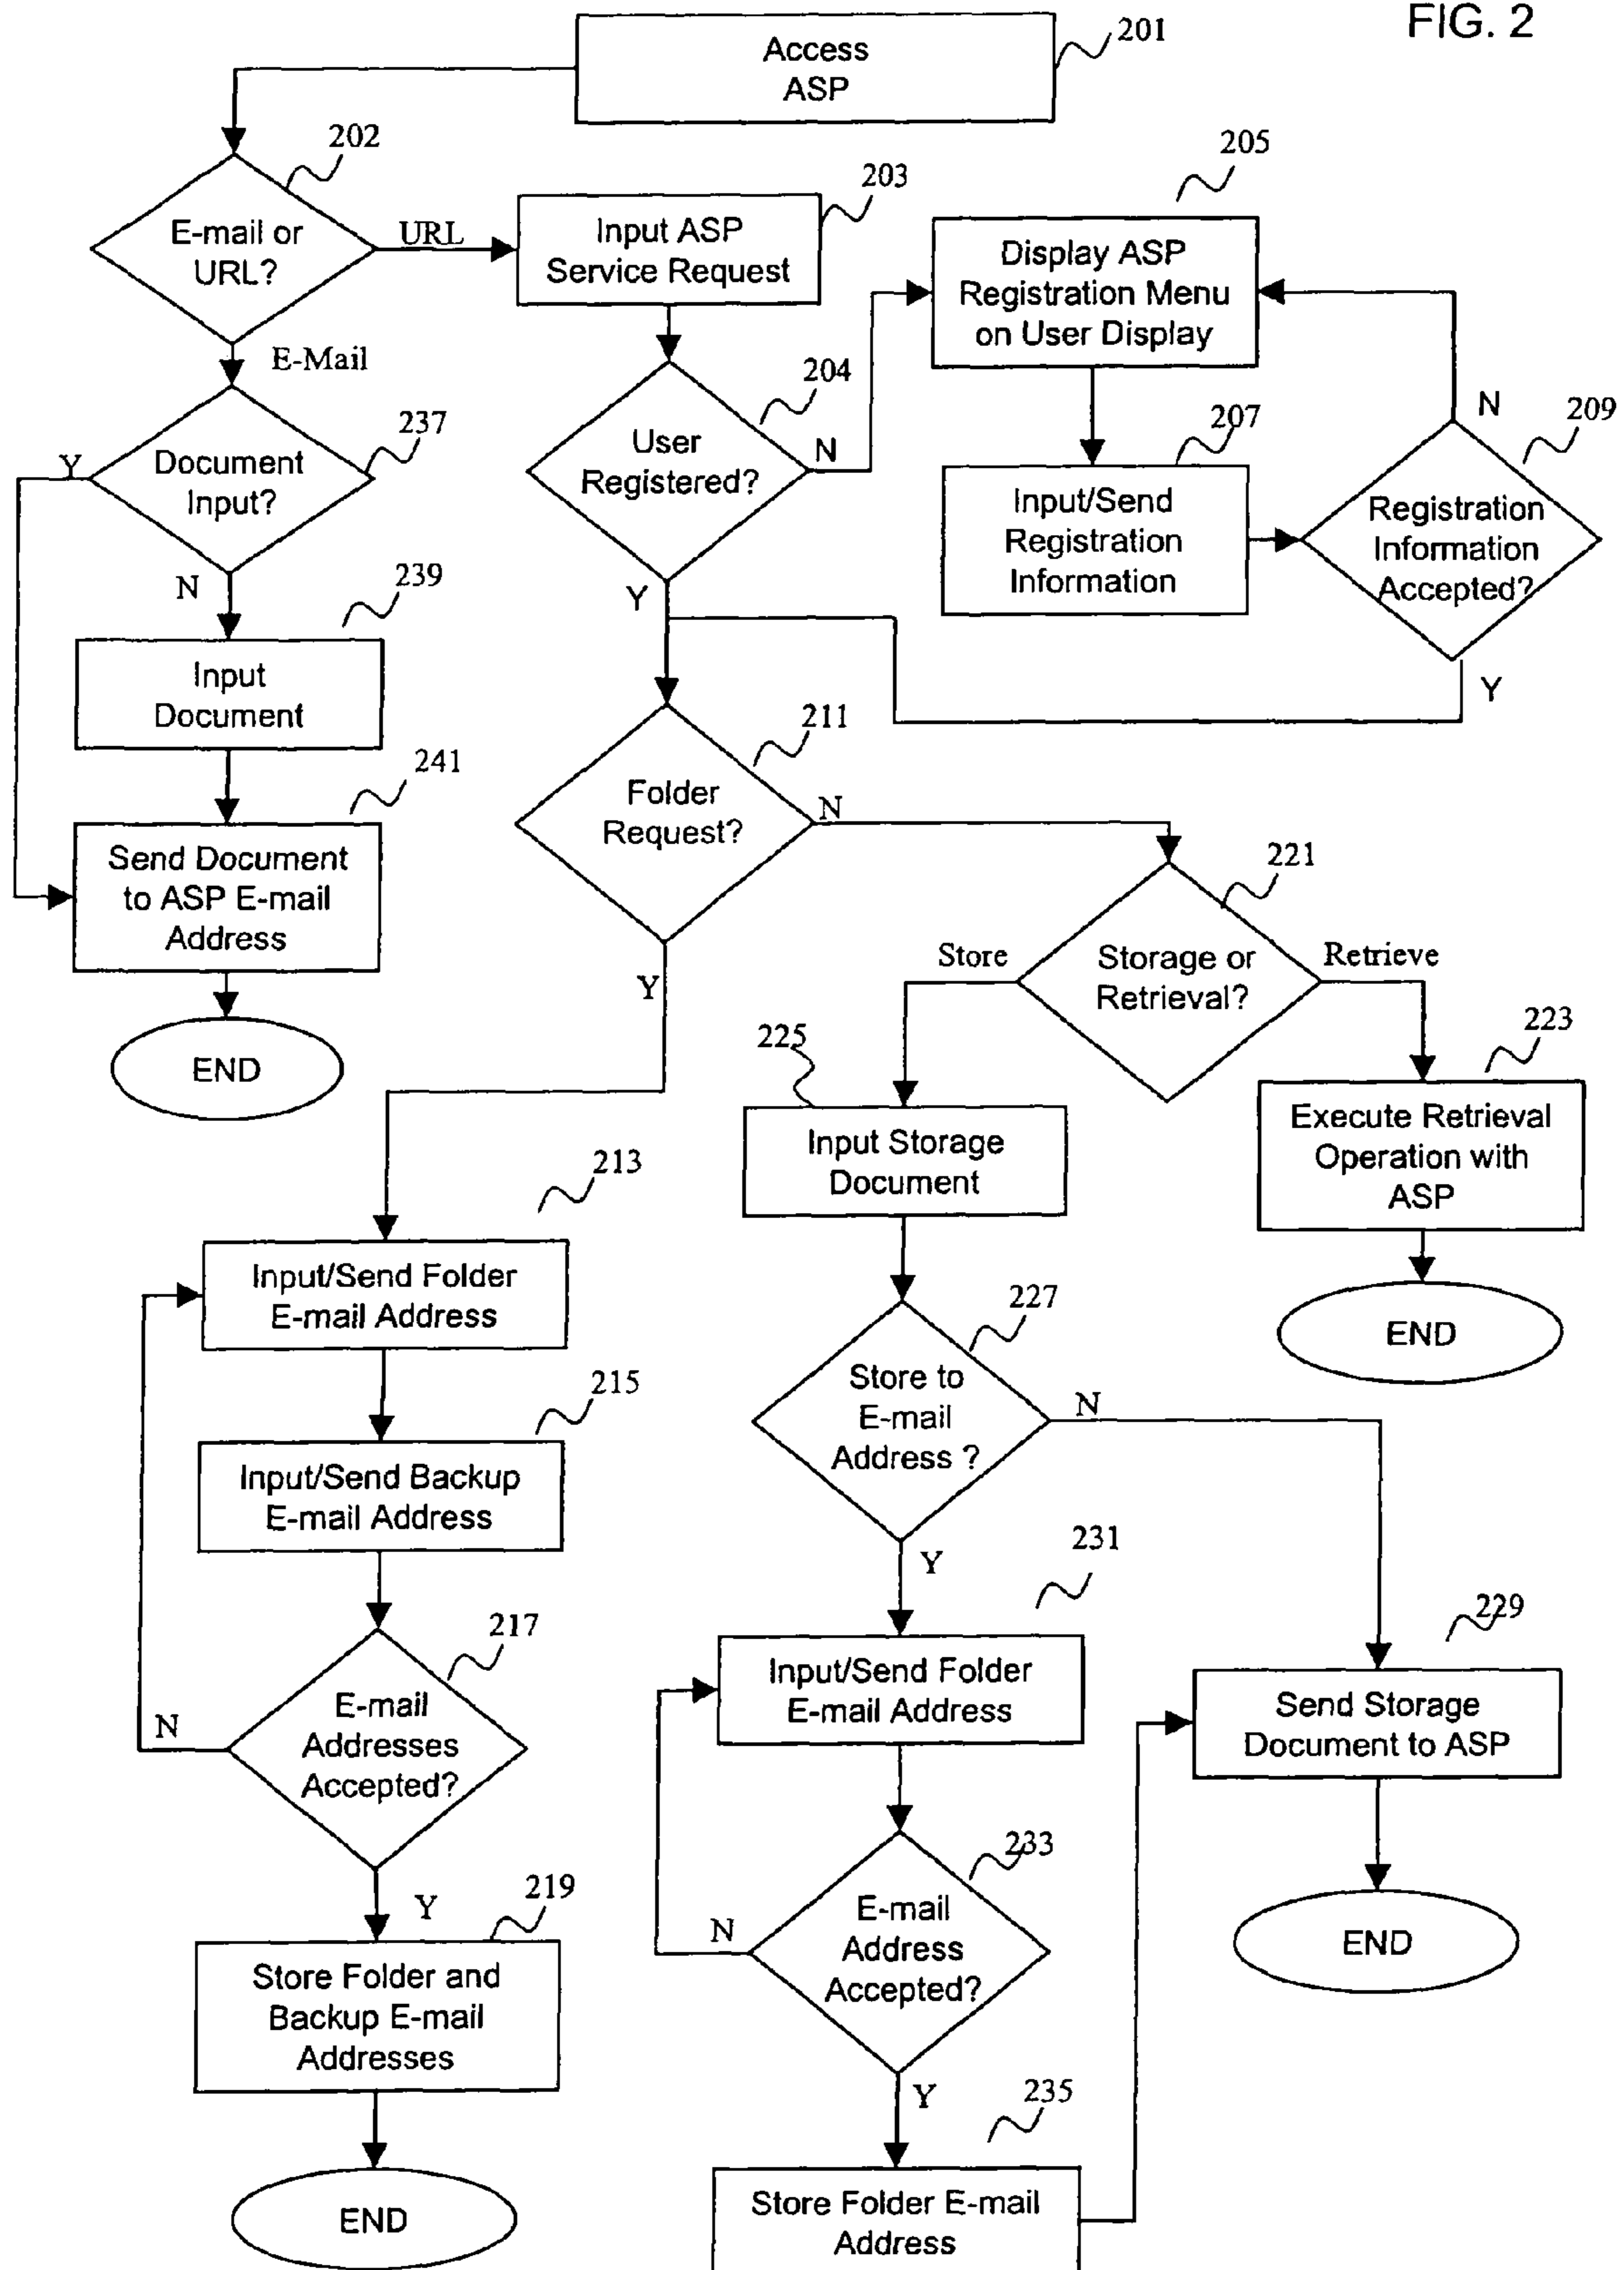 FIG. 2
Access
ASP
201
202
E-mail or
URL?
URL
203
Input ASP
Service Request
205
Display ASP
Registration Menu
on User Display
E-Mail
204
User
Registered?
N
207
Input/Send
Registration
Information
N
209
Registration
Information
Accepted?
Y
Y
237
Document
Input?
Y
N
239
Input
Document
241
Send Document
to ASP E-mail
Address
END
211
Folder
Request?
N
Y
221
Storage or
Retrieval?
Store
Retrieve
223
Execute Retrieval
Operation with
ASP
END
225
Input Storage
Document
213
Input/Send Folder
E-mail Address
215
Input/Send Backup
E-mail Address
217
E-mail
Addresses
Accepted?
N
Y
219
Store Folder and
Backup E-mail
Addresses
END
227
Store to
E-mail
Address ?
N
Y
231
Input/Send Folder
E-mail Address
229
Send Storage
Document to ASP
END
233
E-mail
Address
Accepted?
N
Y
235
Store Folder E-mail
Address